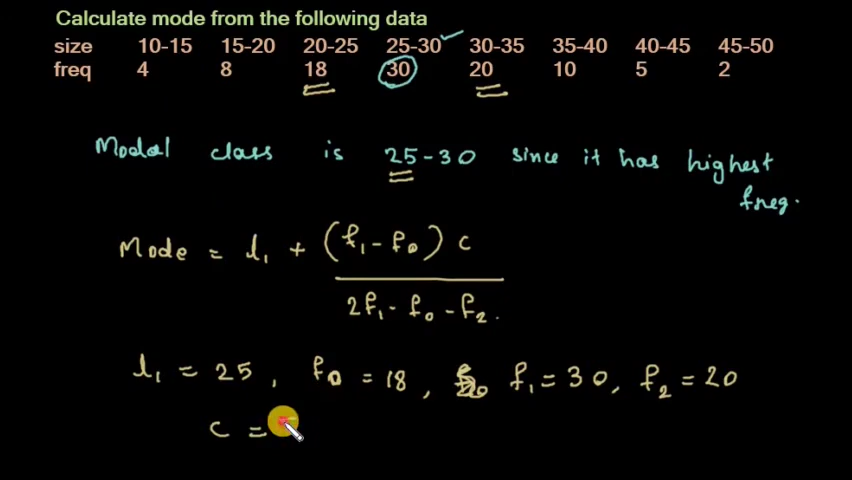 Calculate mode from the following data
size 10-15 15-20 20-25 25-30 30-35 35-40 40-45 45-50
freq 4 8 18 30 20 10 5 2
Modal class is 25-30 since it has highest
freq.
Mode = l₁ + (f₁ - f₀) c
2f₁ - f₀ - f₂.
l₁ = 25, f₀ = 18, f₁ = 30, f₂ = 20
c =